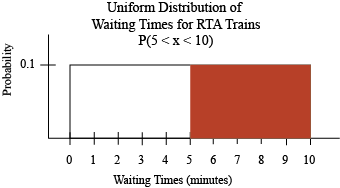 Uniform Distribution of
Waiting Times for RTA Trains
P(5 < x < 10)
Probability
0.1
0 1 2 3 4 5 6 7 8 9 10
Waiting Times (minutes)